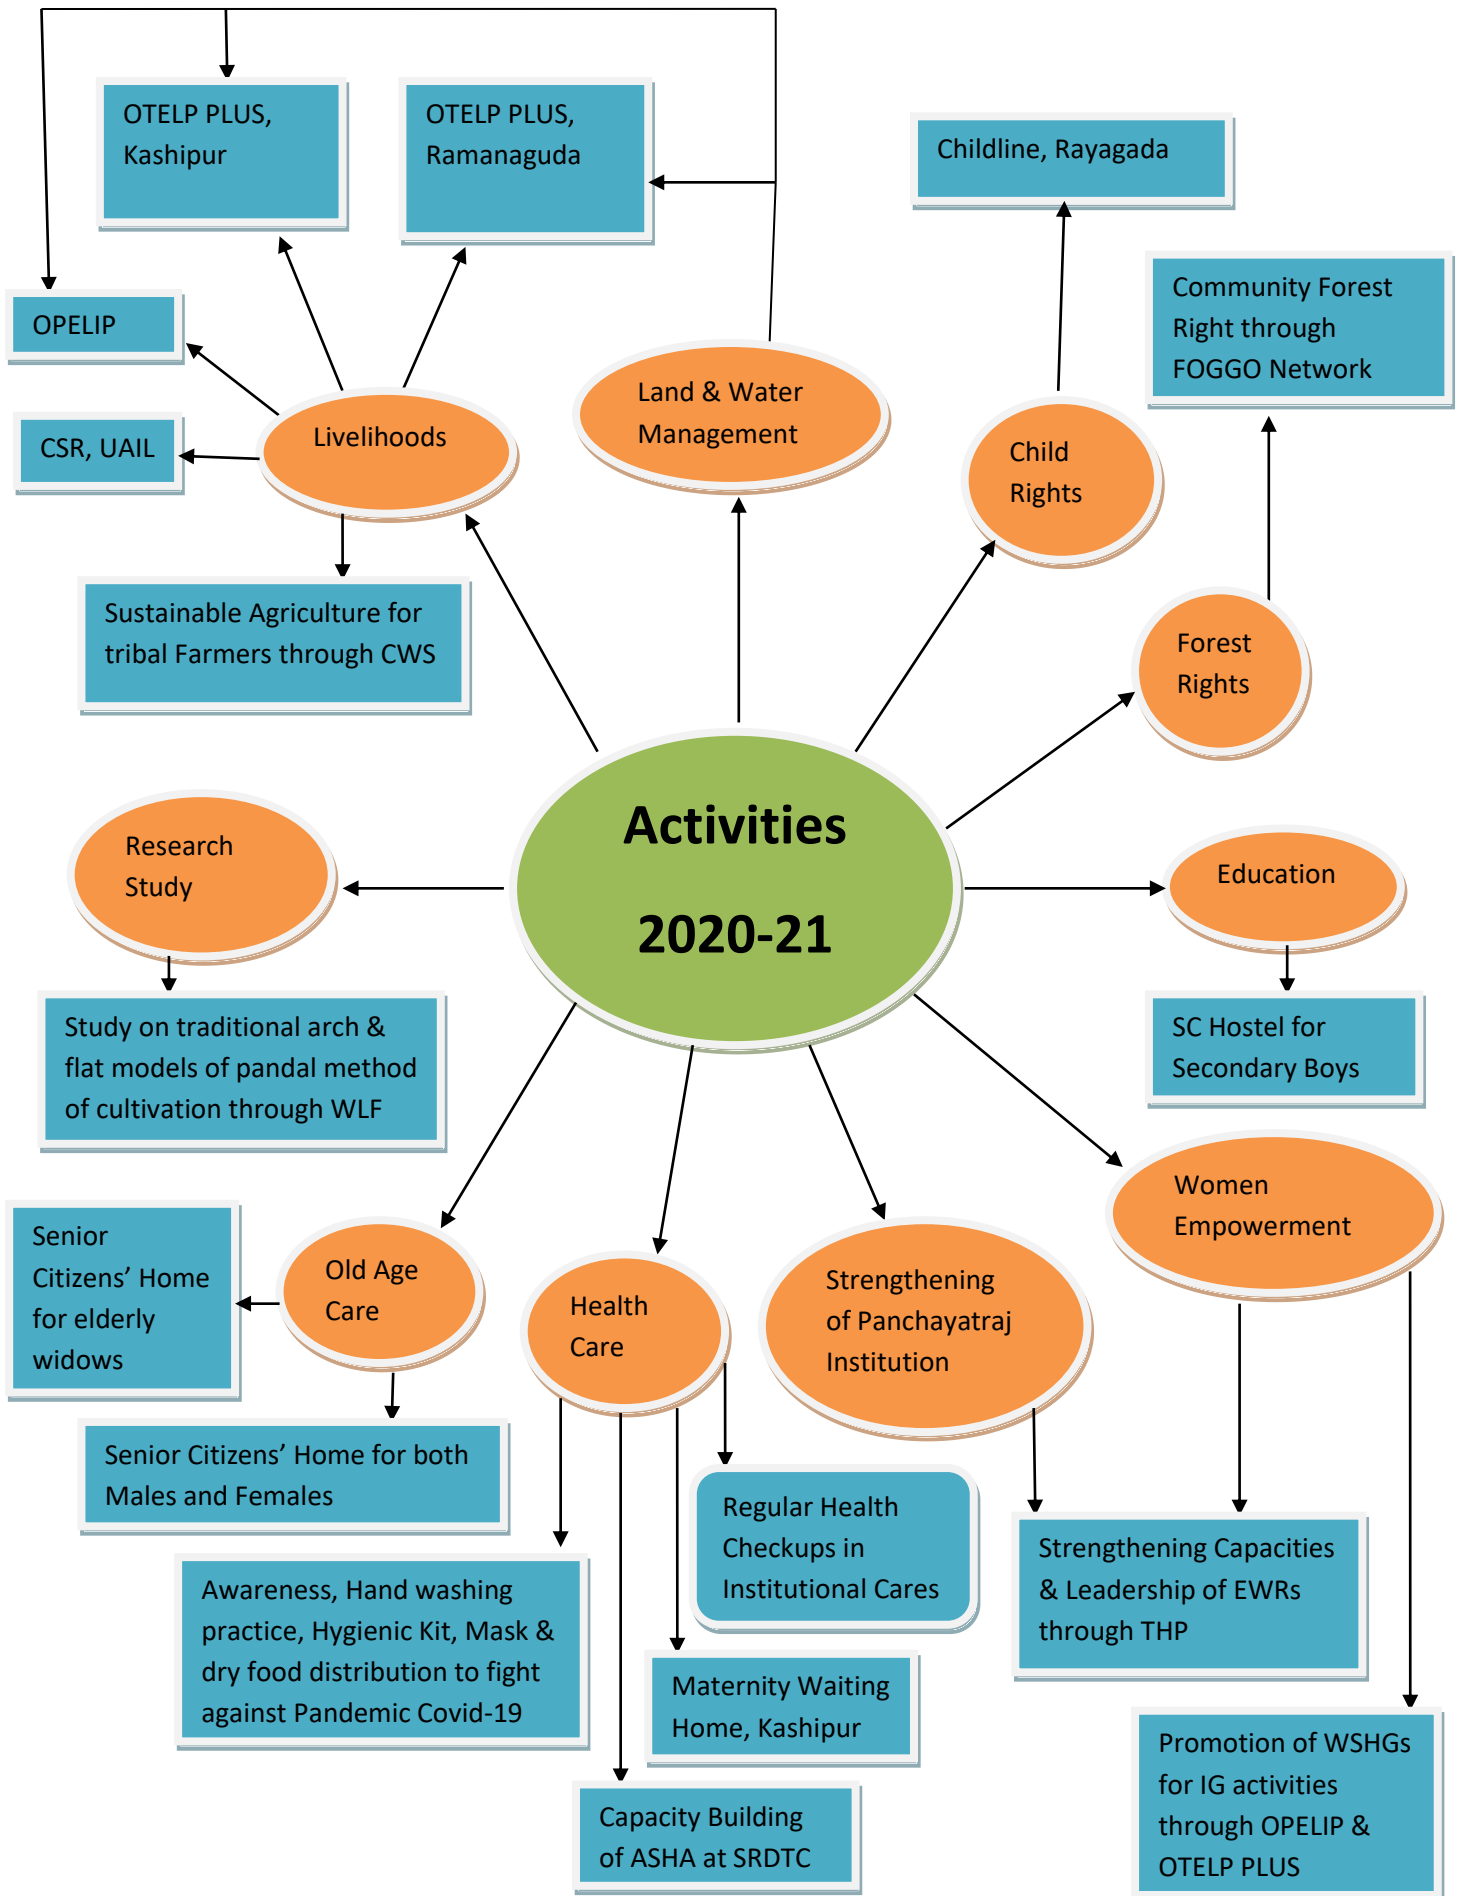 OTELP PLUS,
Kashipur
OTELP PLUS,
Ramanaguda
Childline, Rayagada
Community Forest
Right through
FOGGO Network
OPELIP
Land & Water
Management
Livelihoods
CSR, UAIL
Child
Rights
Sustainable Agriculture for
tribal Farmers through CWS
Forest
Rights
Activities
2020-21
Research
Study
Education
Study on traditional arch &
flat models of pandal method
of cultivation through WLF
SC Hostel for
Secondary Boys
Women
Empowerment
Senior
Citizens’ Home
for elderly
widows
Old Age
Care
Health
Care
Strengthening
of Panchayatraj
Institution
Senior Citizens’ Home for both
Males and Females
Regular Health
Checkups in
Institutional Cares
Strengthening Capacities
& Leadership of EWRs
through THP
Awareness, Hand washing
practice, Hygienic Kit, Mask &
dry food distribution to fight
against Pandemic Covid-19
Maternity Waiting
Home, Kashipur
Promotion of WSHGs
for IG activities
through OPELIP &
OTELP PLUS
Capacity Building
of ASHA at SRDTC